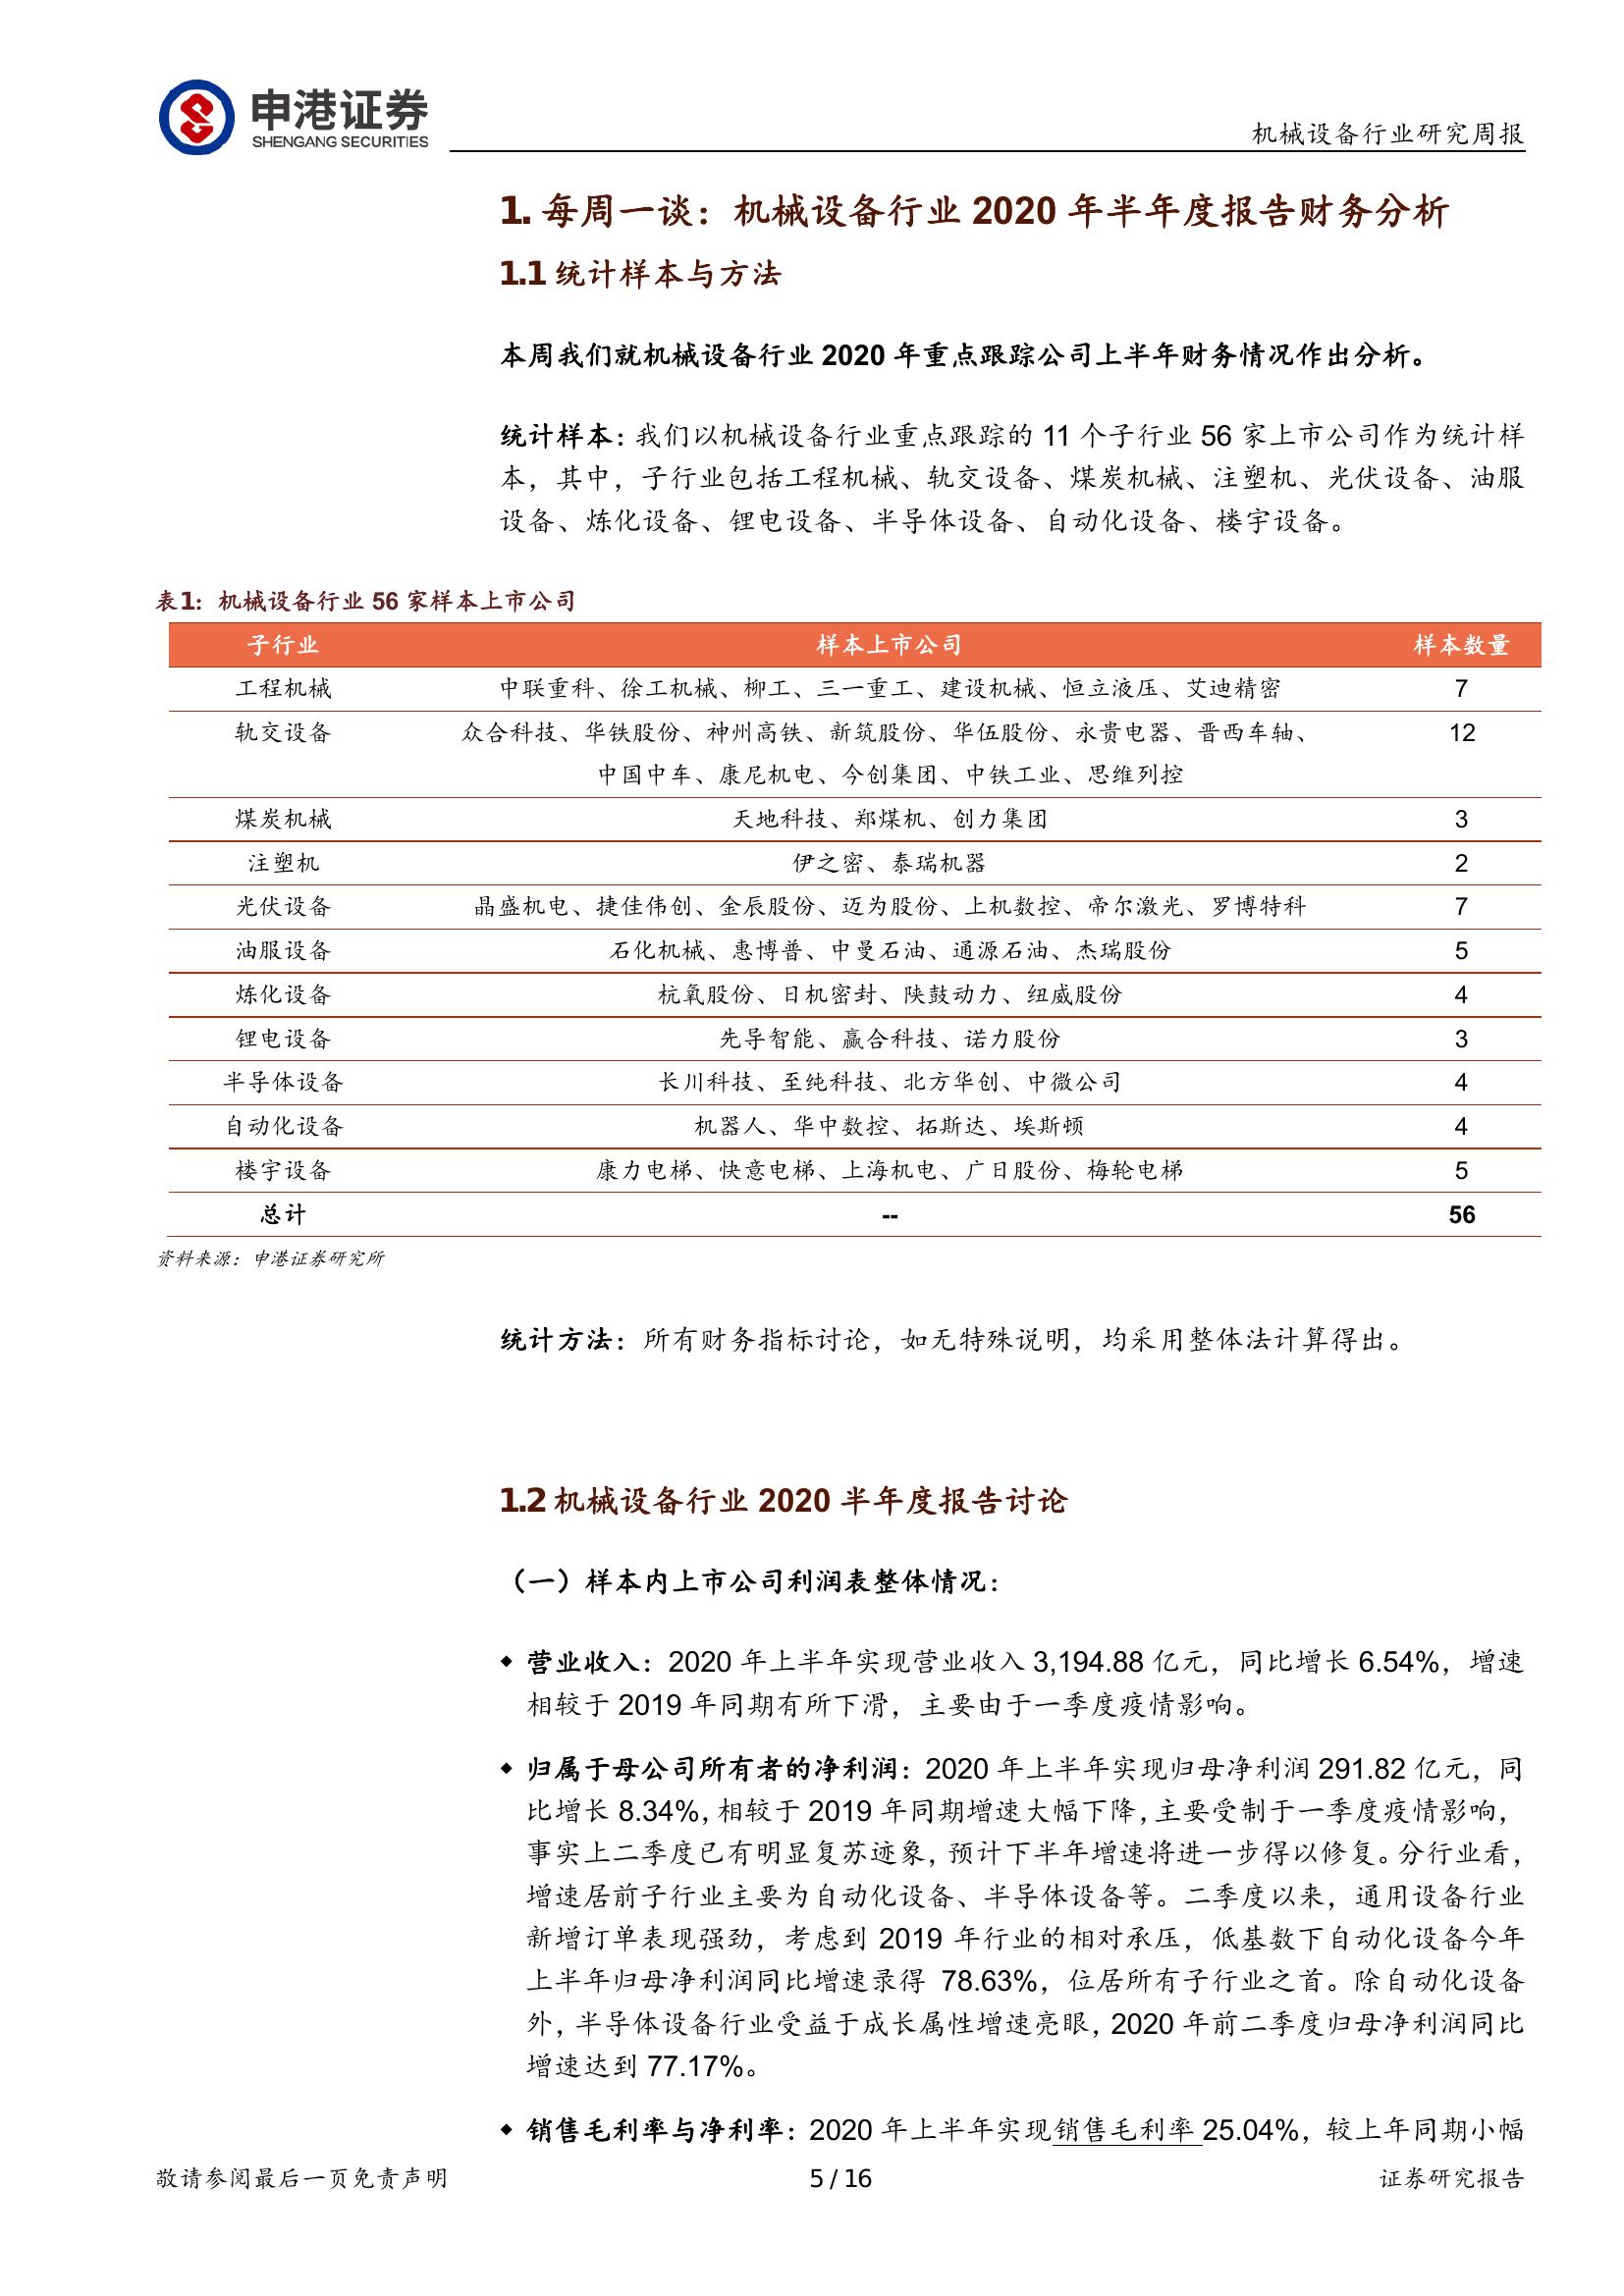 申港证券
SHENGANG SECURITIES
机械设备行业研究周报
1. 每周一谈：机械设备行业 2020 年半年度报告财务分析
1.1 统计样本与方法
本周我们就机械设备行业 2020 年重点跟踪公司上半年财务情况作出分析。
统计样本：我们以机械设备行业重点跟踪的 11 个子行业 56 家上市公司作为统计样
本，其中，子行业包括工程机械、轨交设备、煤炭机械、注塑机、光伏设备、油服
设备、炼化设备、锂电设备、半导体设备、自动化设备、楼宇设备。
表1：机械设备行业 56 家样本上市公司
子行业 样本上市公司 样本数量
工程机械 中联重科、徐工机械、柳工、三一重工、建设机械、恒立液压、艾迪精密 7
轨交设备 众合科技、华铁股份、神州高铁、新筑股份、华伍股份、永贵电器、晋西车轴、 12
中国中车、康尼机电、今创集团、中铁工业、思维列控
煤炭机械 天地科技、郑煤机、创力集团 3
注塑机 伊之密、泰瑞机器 2
光伏设备 晶盛机电、捷佳伟创、金辰股份、迈为股份、上机数控、帝尔激光、罗博特科 7
油服设备 石化机械、惠博普、中曼石油、通源石油、杰瑞股份 5
炼化设备 杭氧股份、日机密封、陕鼓动力、纽威股份 4
锂电设备 先导智能、赢合科技、诺力股份 3
半导体设备 长川科技、至纯科技、北方华创、中微公司 4
自动化设备 机器人、华中数控、拓斯达、埃斯顿 4
楼宇设备 康力电梯、快意电梯、上海机电、广日股份、梅轮电梯 5
总计 -- 56
资料来源：申港证券研究所
统计方法：所有财务指标讨论，如无特殊说明，均采用整体法计算得出。
1.2 机械设备行业 2020 半年度报告讨论
（一）样本内上市公司利润表整体情况：
◆ 营业收入：2020 年上半年实现营业收入 3,194.88 亿元，同比增长 6.54%，增速
相较于 2019 年同期有所下滑，主要由于一季度疫情影响。
◆ 归属于母公司所有者的净利润：2020 年上半年实现归母净利润 291.82 亿元，同
比增长 8.34%，相较于 2019 年同期增速大幅下降，主要受制于一季度疫情影响，
事实上二季度已有明显复苏迹象，预计下半年增速将进一步得以修复。分行业看，
增速居前子行业主要为自动化设备、半导体设备等。二季度以来，通用设备行业
新增订单表现强劲，考虑到 2019 年行业的相对承压，低基数下自动化设备今年
上半年归母净利润同比增速录得 78.63%，位居所有子行业之首。除自动化设备
外，半导体设备行业受益于成长属性增速亮眼，2020 年前二季度归母净利润同比
增速达到 77.17%。
◆ 销售毛利率与净利率：2020 年上半年实现销售毛利率 25.04%，较上年同期小幅
敬请参阅最后一页免责声明 5 / 16 证券研究报告